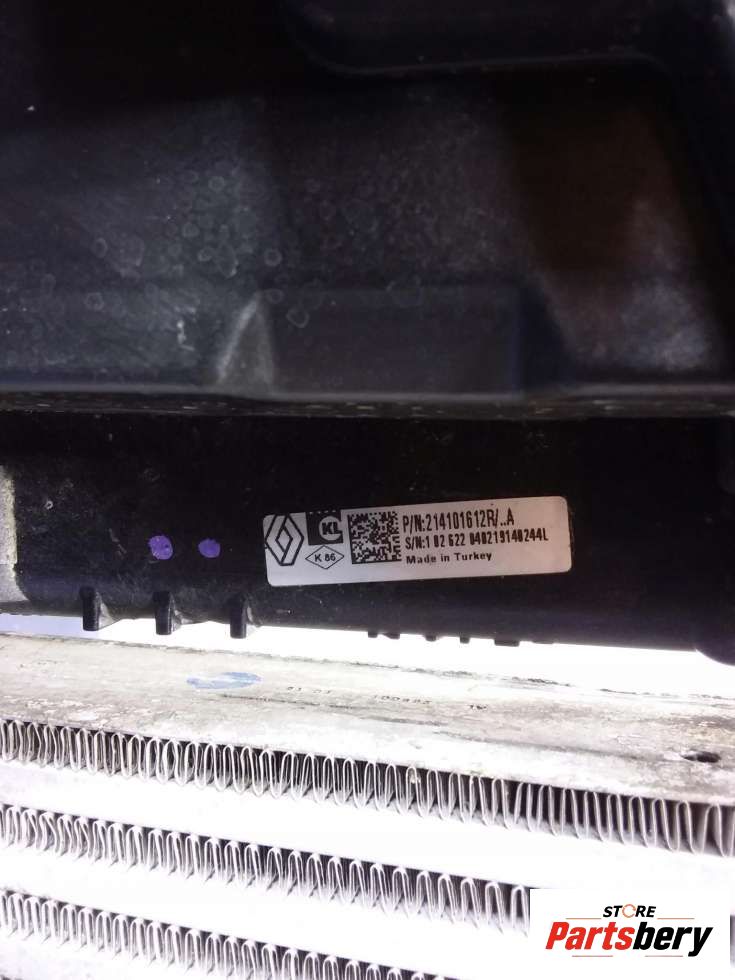 KL
K 86
P/N:214101612R/..A
S/N:1 02 622 040219140244L
Made in Turkey
STORE
Partsbery